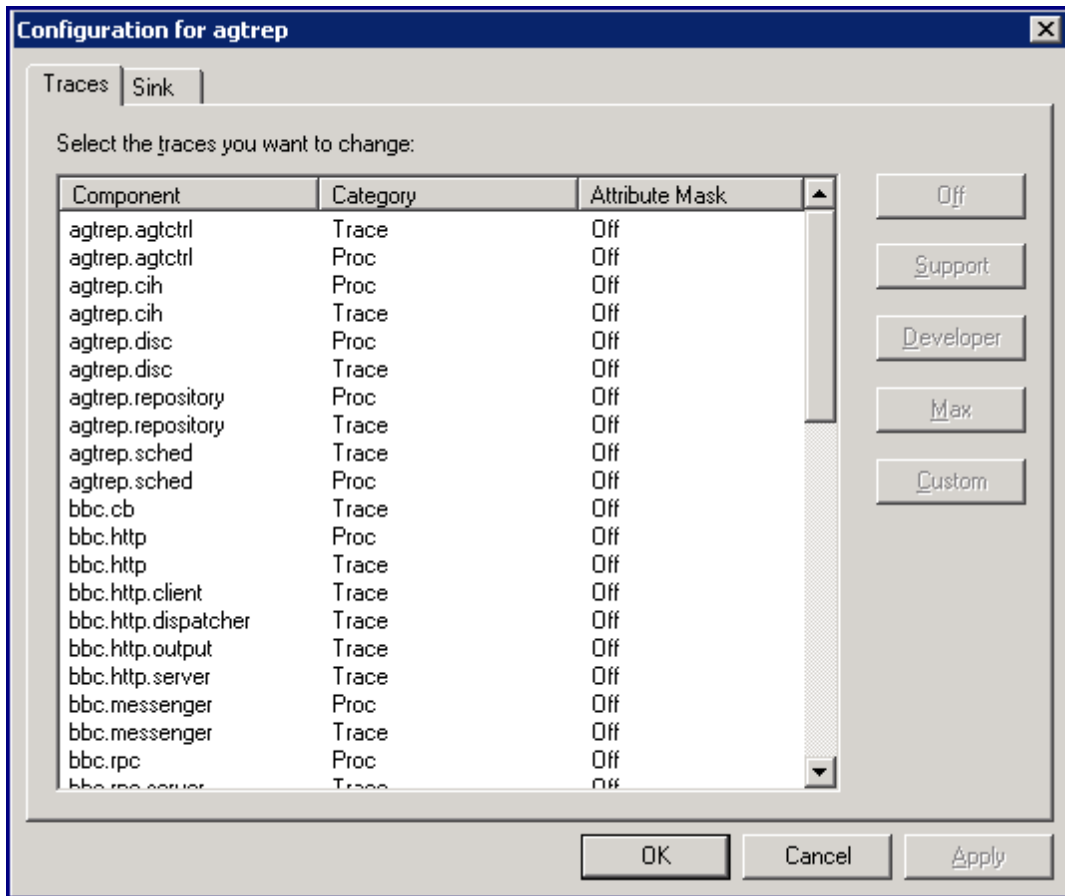 Configuration for agtrep
Traces Sink
Select the traces you want to change:
Component Category Attribute Mask
agtrep.agtctrl Trace Off
agtrep.agtctrl Proc Off
agtrep.cih Proc Off
agtrep.cih Trace Off
agtrep.disc Proc Off
agtrep.disc Trace Off
agtrep.repository Proc Off
agtrep.repository Trace Off
agtrep.sched Trace Off
agtrep.sched Proc Off
bbc.cb Trace Off
bbc.http Proc Off
bbc.http Trace Off
bbc.http.client Trace Off
bbc.http.dispatcher Trace Off
bbc.http.output Trace Off
bbc.http.server Trace Off
bbc.messenger Proc Off
bbc.messenger Trace Off
bbc.rpc Proc Off
bbc.rpc.server Trace Off
Off
Support
Developer
Max
Custom
OK Cancel Apply